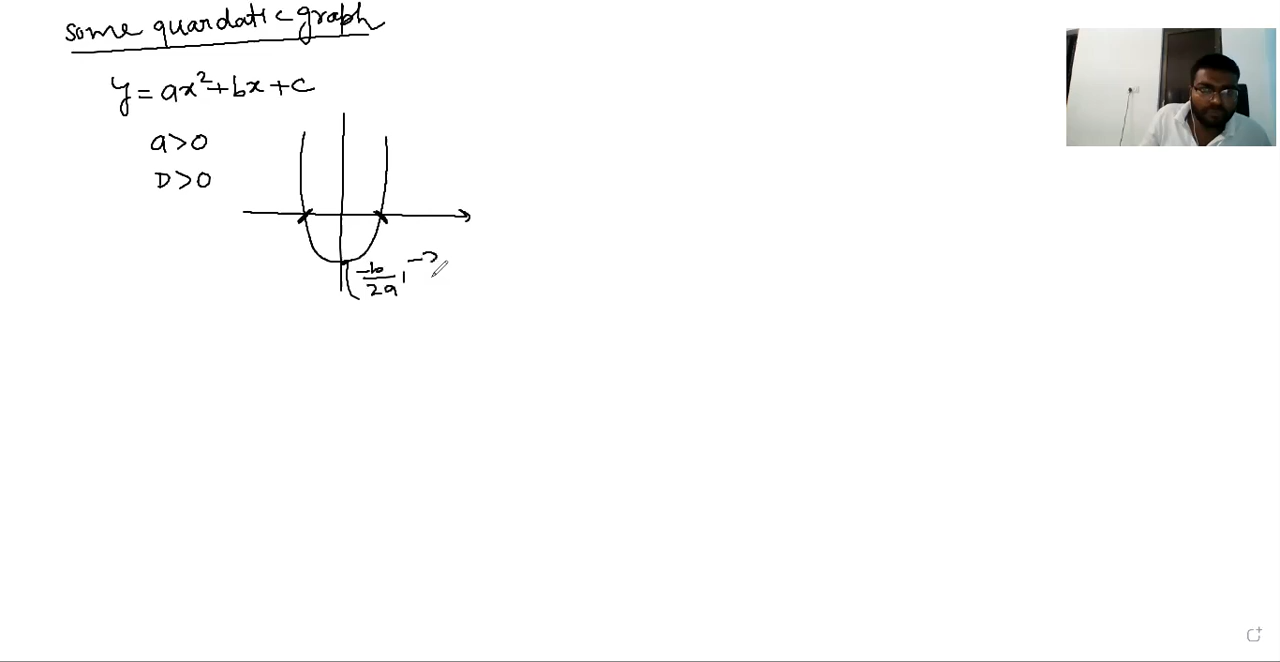 some quardatic graph
y = ax²+bx+c
a>0
D>0
(-b/2a, -